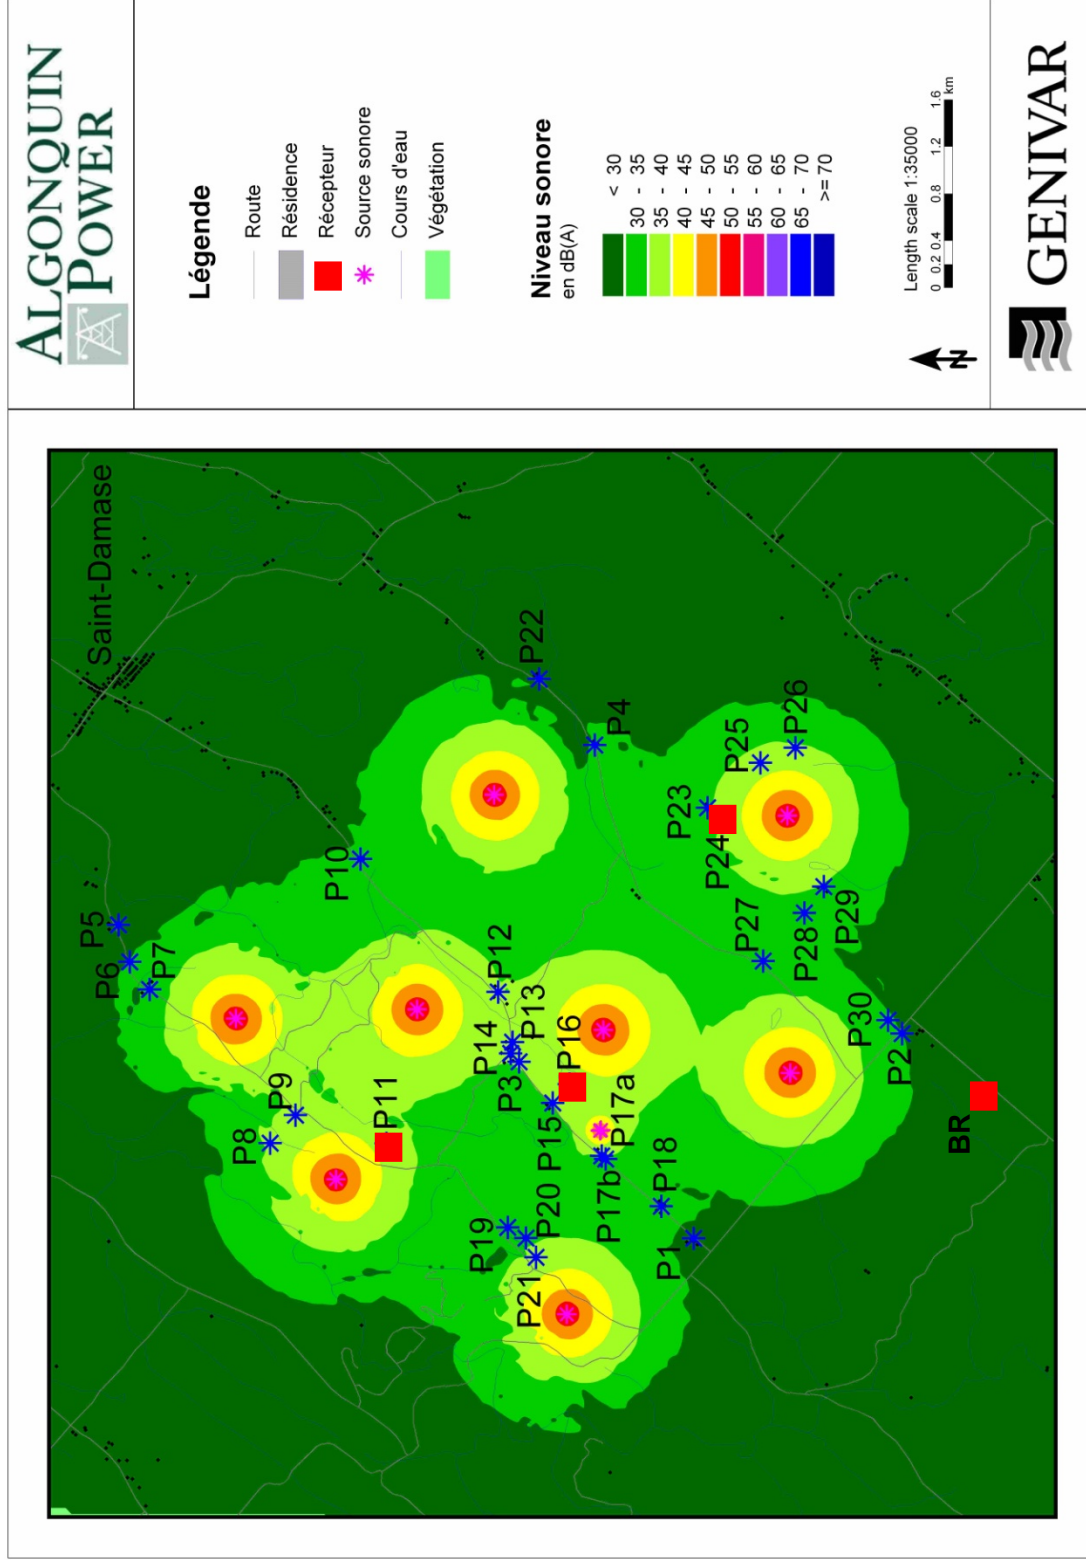 ALGONQUIN
POWER
Légende
Route
Résidence
Récepteur
Source sonore
Cours d'eau
Végétation
Niveau sonore
en dB(A)
< 30
30 - 35
35 - 40
40 - 45
45 - 50
50 - 55
55 - 60
60 - 65
65 - 70
>=70
Length scale 1:35000
0 0.2 0.4 0.8 1.2 1.6
km
N
GENIVAR
Saint-Damase
P5
P6
P7
P10
P22
P4
P8
P9
P11
P12
P13
P14
P3
P16
P15
P17a
P17b
P18
P1
P19
P20
P21
P23
P24
P25
P26
P27
P28
P29
P30
P2
BR